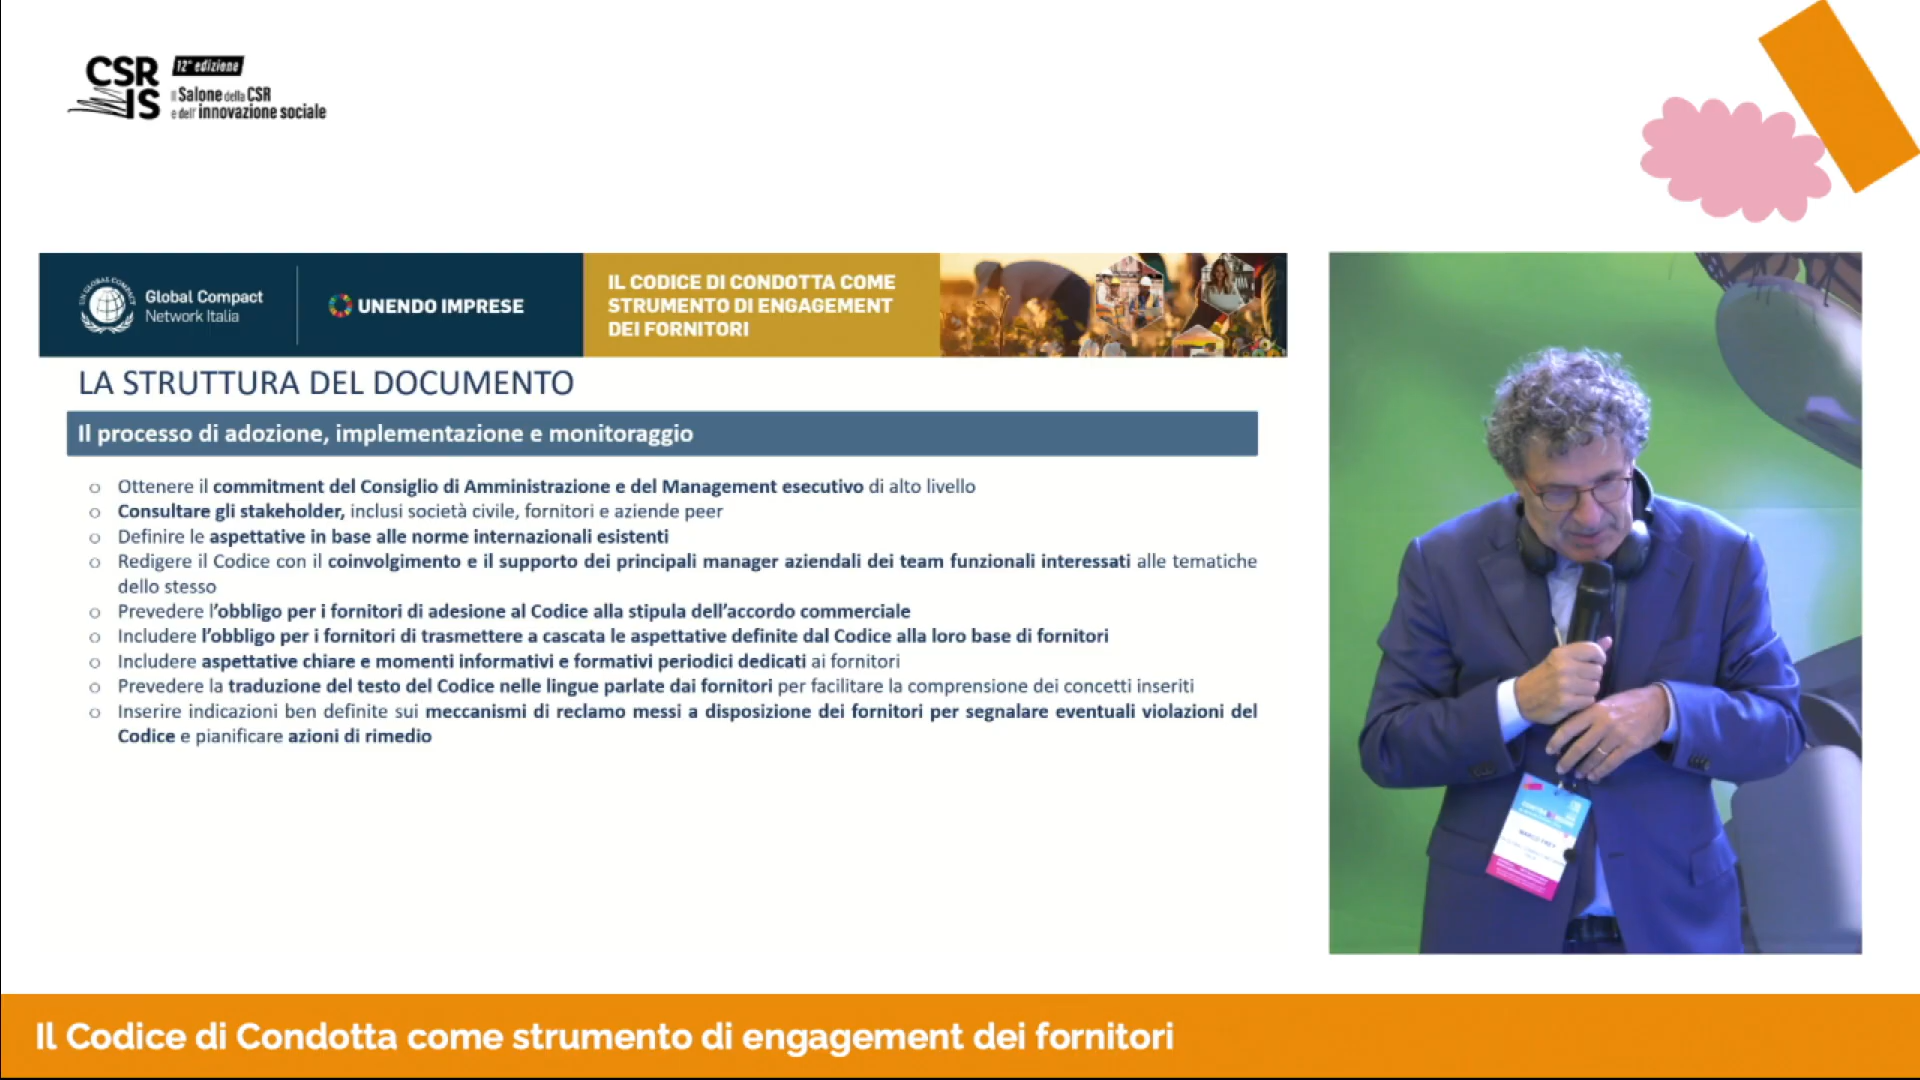 CSR
IS
12ª edizione
Il Salone della CSR
e dell'innovazione sociale
Global Compact
Network Italia
UNENDO IMPRESE
IL CODICE DI CONDOTTA COME
STRUMENTO DI ENGAGEMENT
DEI FORNITORI
LA STRUTTURA DEL DOCUMENTO
Il processo di adozione, implementazione e monitoraggio
o Ottenere il commitment del Consiglio di Amministrazione e del Management esecutivo di alto livello
o Consultare gli stakeholder, inclusi società civile, fornitori e aziende peer
o Definire le aspettative in base alle norme internazionali esistenti
o Redigere il Codice con il coinvolgimento e il supporto dei principali manager aziendali dei team funzionali interessati alle tematiche
dello stesso
o Prevedere l'obbligo per i fornitori di adesione al Codice alla stipula dell'accordo commerciale
o Includere l'obbligo per i fornitori di trasmettere a cascata le aspettative definite dal Codice alla loro base di fornitori
o Includere aspettative chiare e momenti informativi e formativi periodici dedicati ai fornitori
o Prevedere la traduzione del testo del Codice nelle lingue parlate dai fornitori per facilitare la comprensione dei concetti inseriti
o Inserire indicazioni ben definite sui meccanismi di reclamo messi a disposizione dei fornitori per segnalare eventuali violazioni del
Codice e pianificare azioni di rimedio
MARCO FREY
Il Codice di Condotta come strumento di engagement dei fornitori